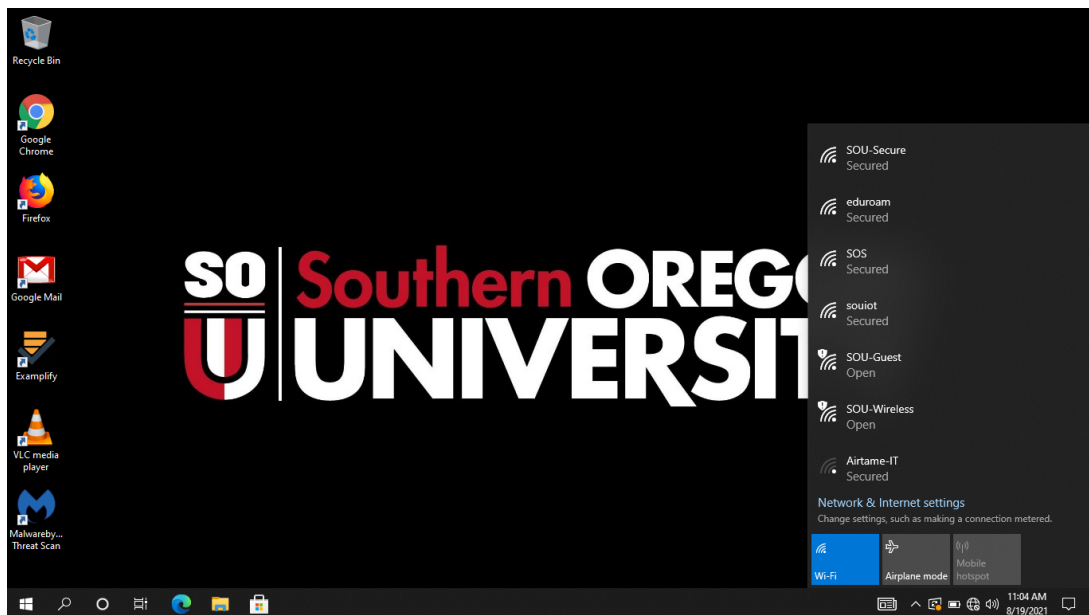 Recycle Bin
Google
Chrome
Firefox
Google Mail
Examplify
VLC media
player
Malwareby...
Threat Scan
SO
U
Southern OREGO
UNIVERSIT
SOU-Secure
Secured
eduroam
Secured
SOS
Secured
souiot
Secured
SOU-Guest
Open
SOU-Wireless
Open
Airtame-IT
Secured
Network & Internet settings
Change settings, such as making a connection metered.
Wi-Fi
Airplane mode
Mobile
hotspot
11:04 AM
8/19/2021